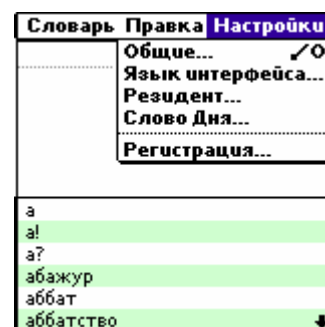 Словарь Правка Настройки
Общие... ✓O
Язык интерфейса...
Резидент...
Слово Дня...
Регистрация...
а
а!
а?
абажур
аббат
аббатство